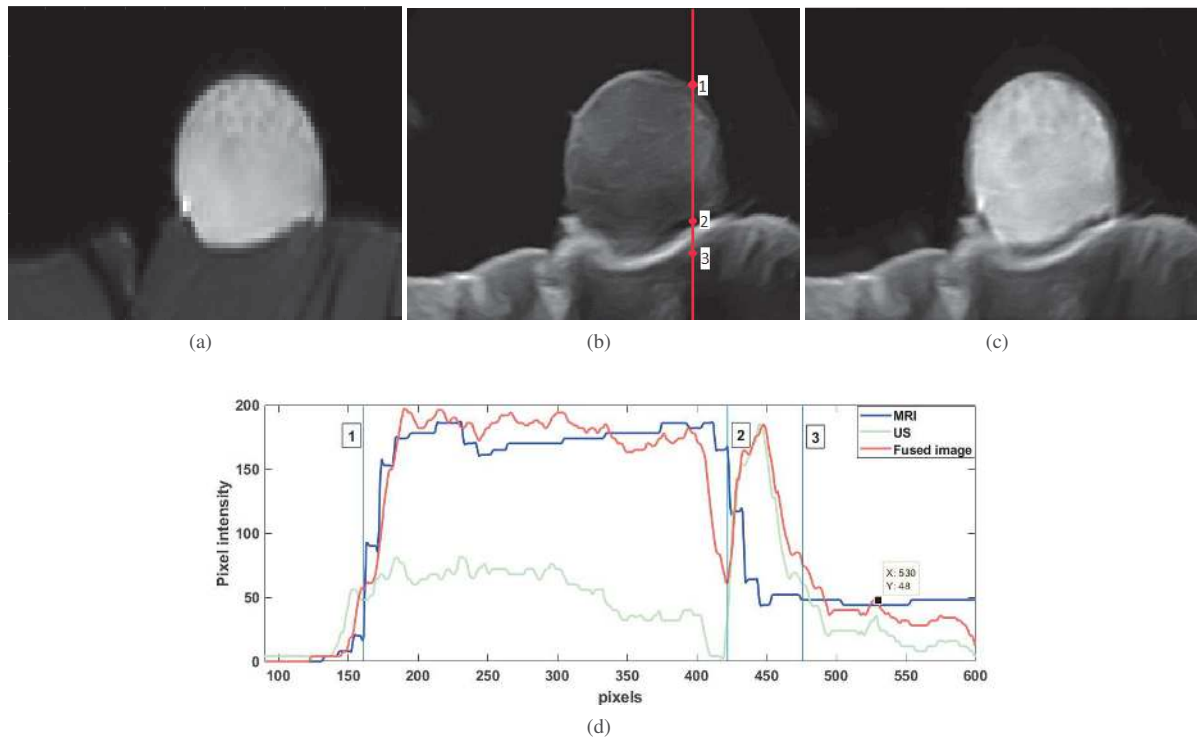 1
2
3
(a)
(b)
(c)
200
150
100
50
0
Pixel intensity
1
2
3
MRI
US
Fused image
X: 530
Y: 48
100 150 200 250 300 350 400 450 500 550 600
pixels
(d)